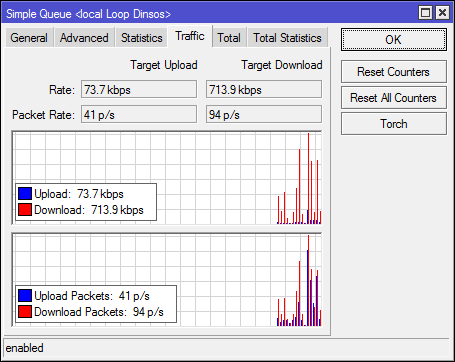 Simple Queue <local Loop Dinsos>
General Advanced Statistics Traffic Total Total Statistics
OK
Reset Counters
Reset All Counters
Torch
Target Upload Target Download
Rate: 73.7 kbps 713.9 kbps
Packet Rate: 41 p/s 94 p/s
Upload: 73.7 kbps
Download: 713.9 kbps
Upload Packets: 41 p/s
Download Packets: 94 p/s
enabled